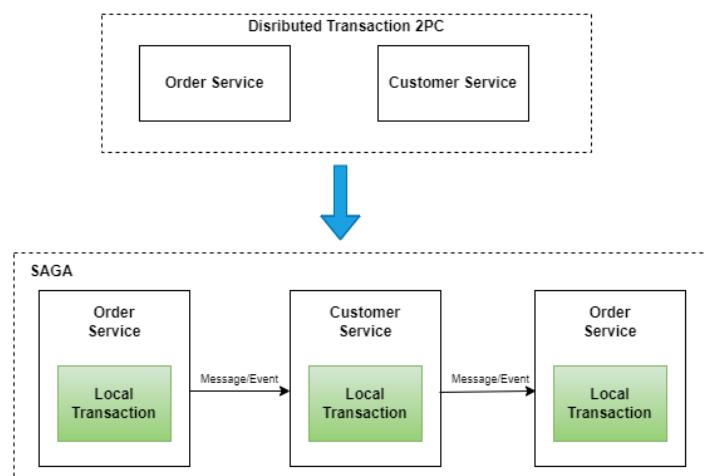 Disributed Transaction 2PC
Order Service
Customer Service
SAGA
Order
Service
Local
Transaction
Message/Event
Customer
Service
Local
Transaction
Message/Event
Order
Service
Local
Transaction